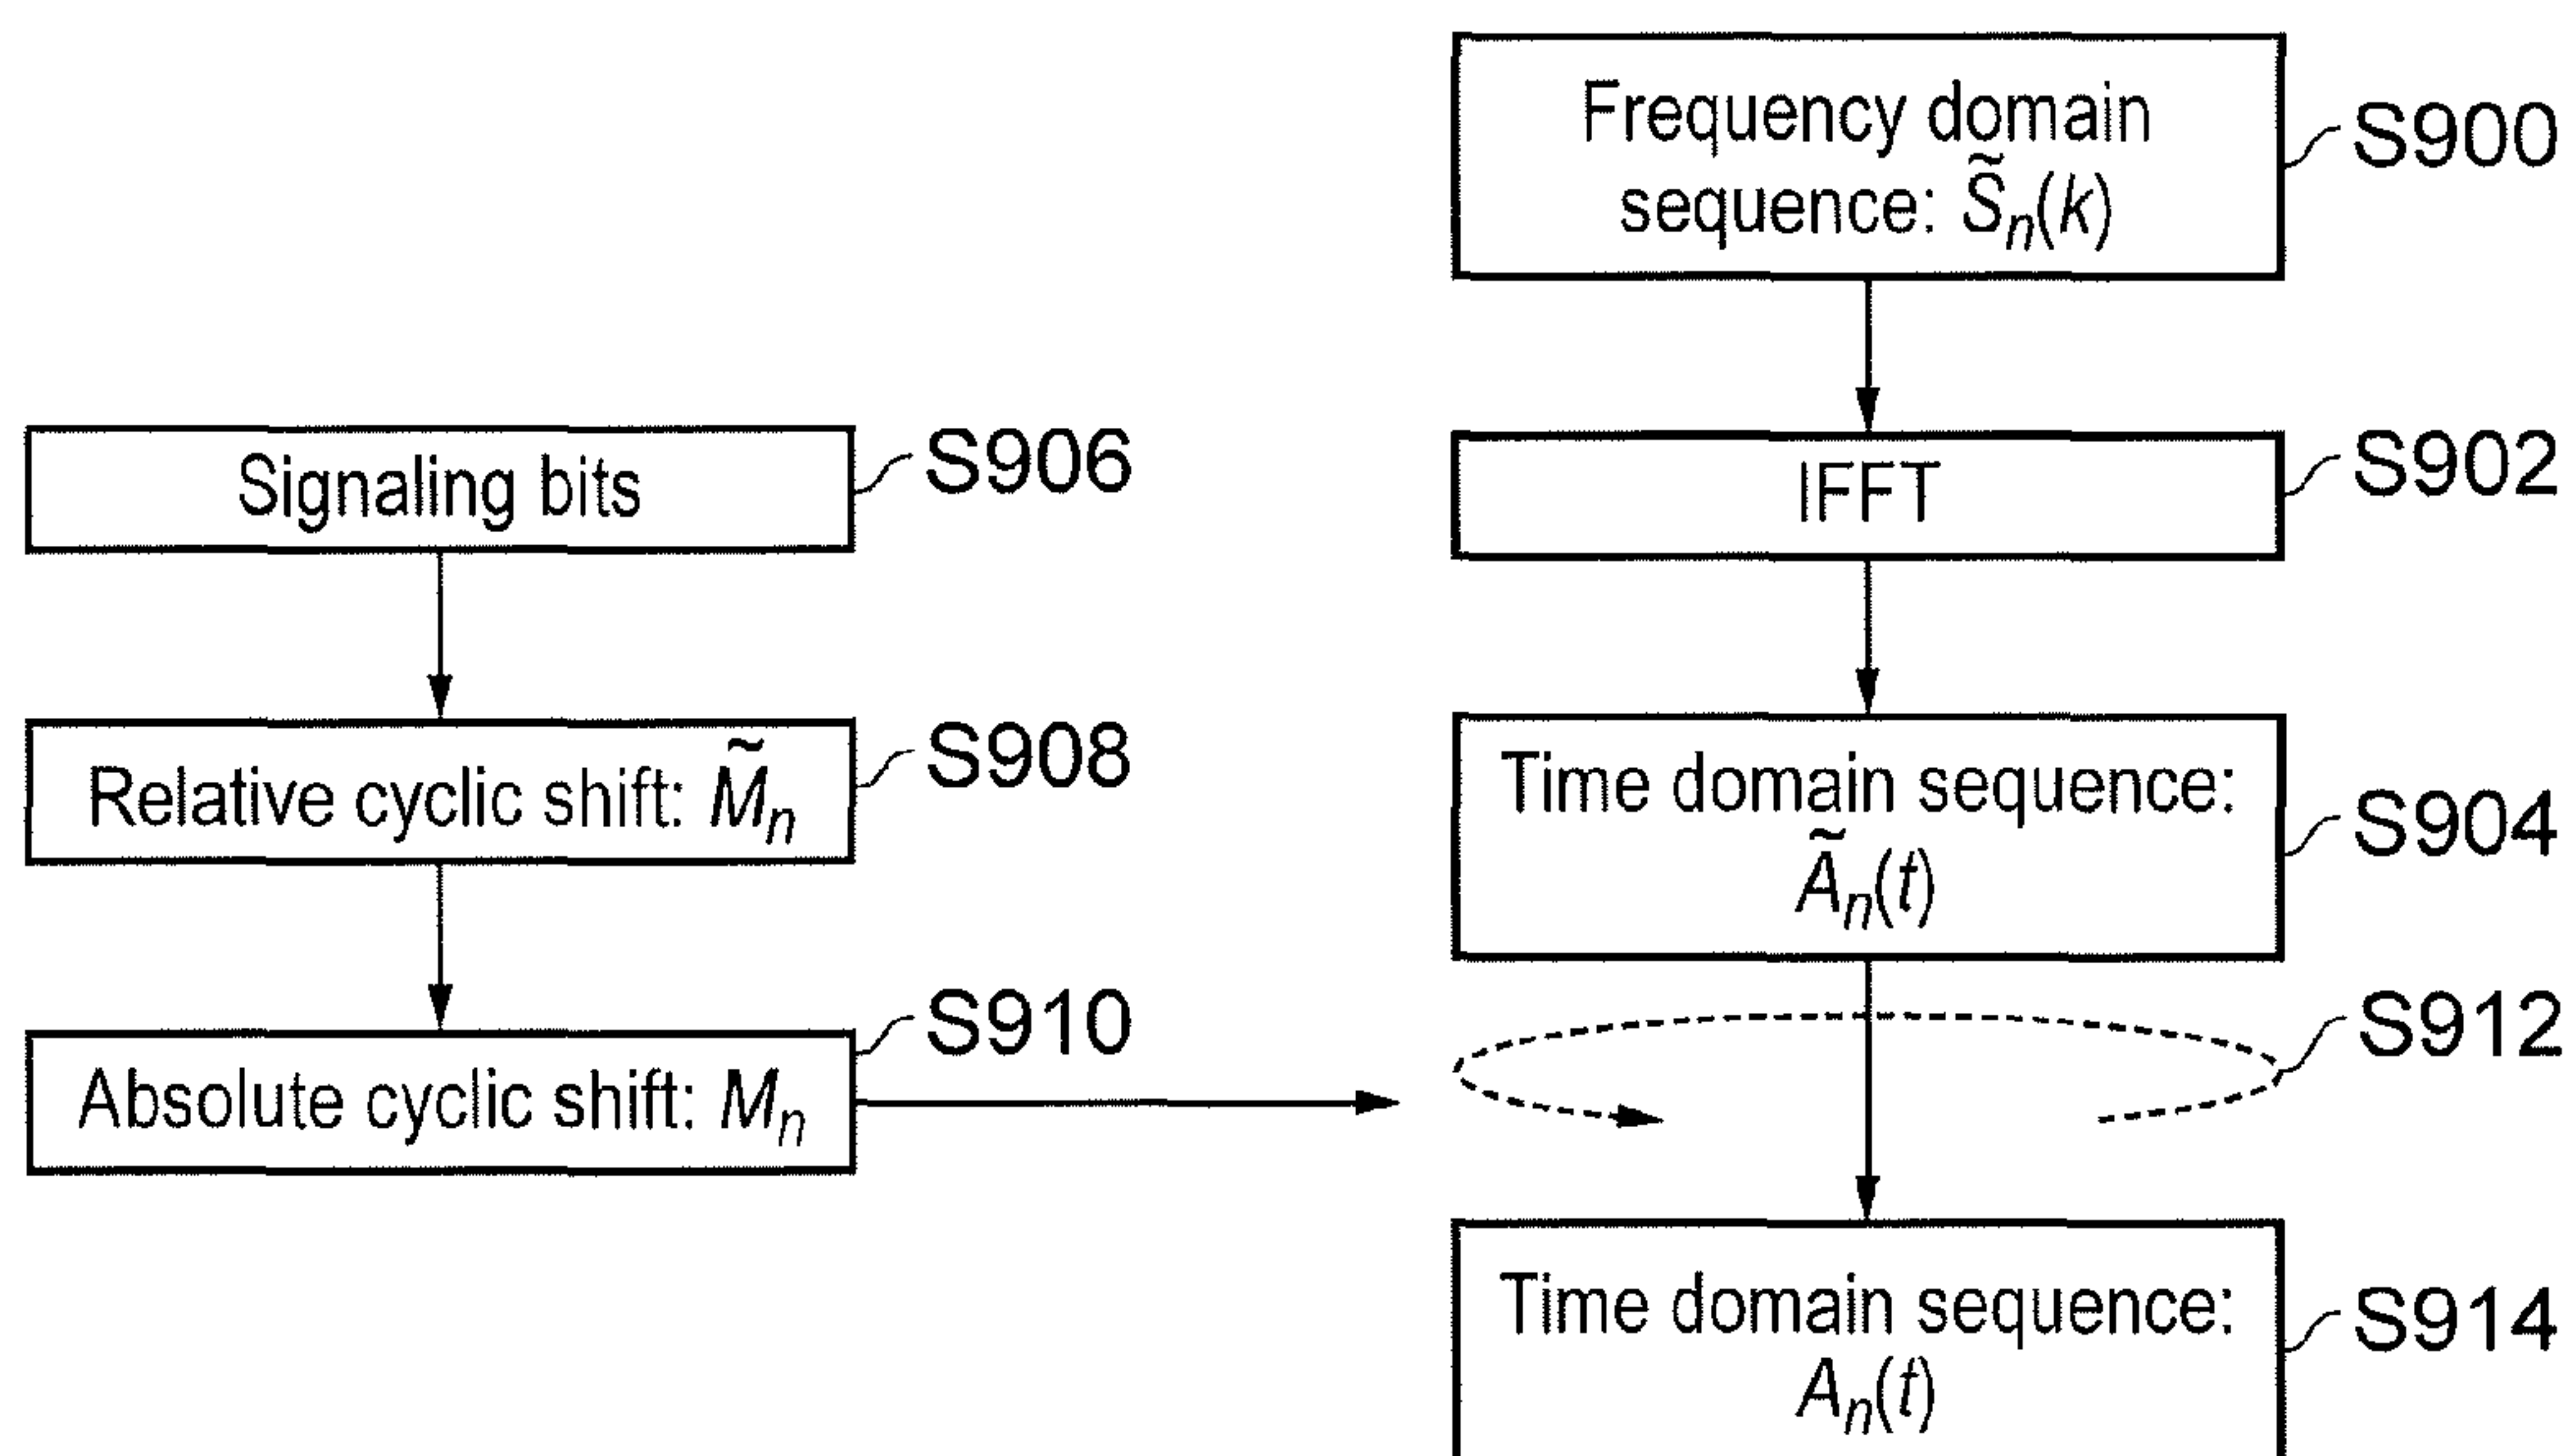 Frequency domain
sequence: S̃n(k)
S900
Signaling bits
S906
IFFT
S902
Relative cyclic shift: M̃n
S908
Time domain sequence:
Ãn(t)
S904
Absolute cyclic shift: Mn
S910
S912
Time domain sequence:
An(t)
S914